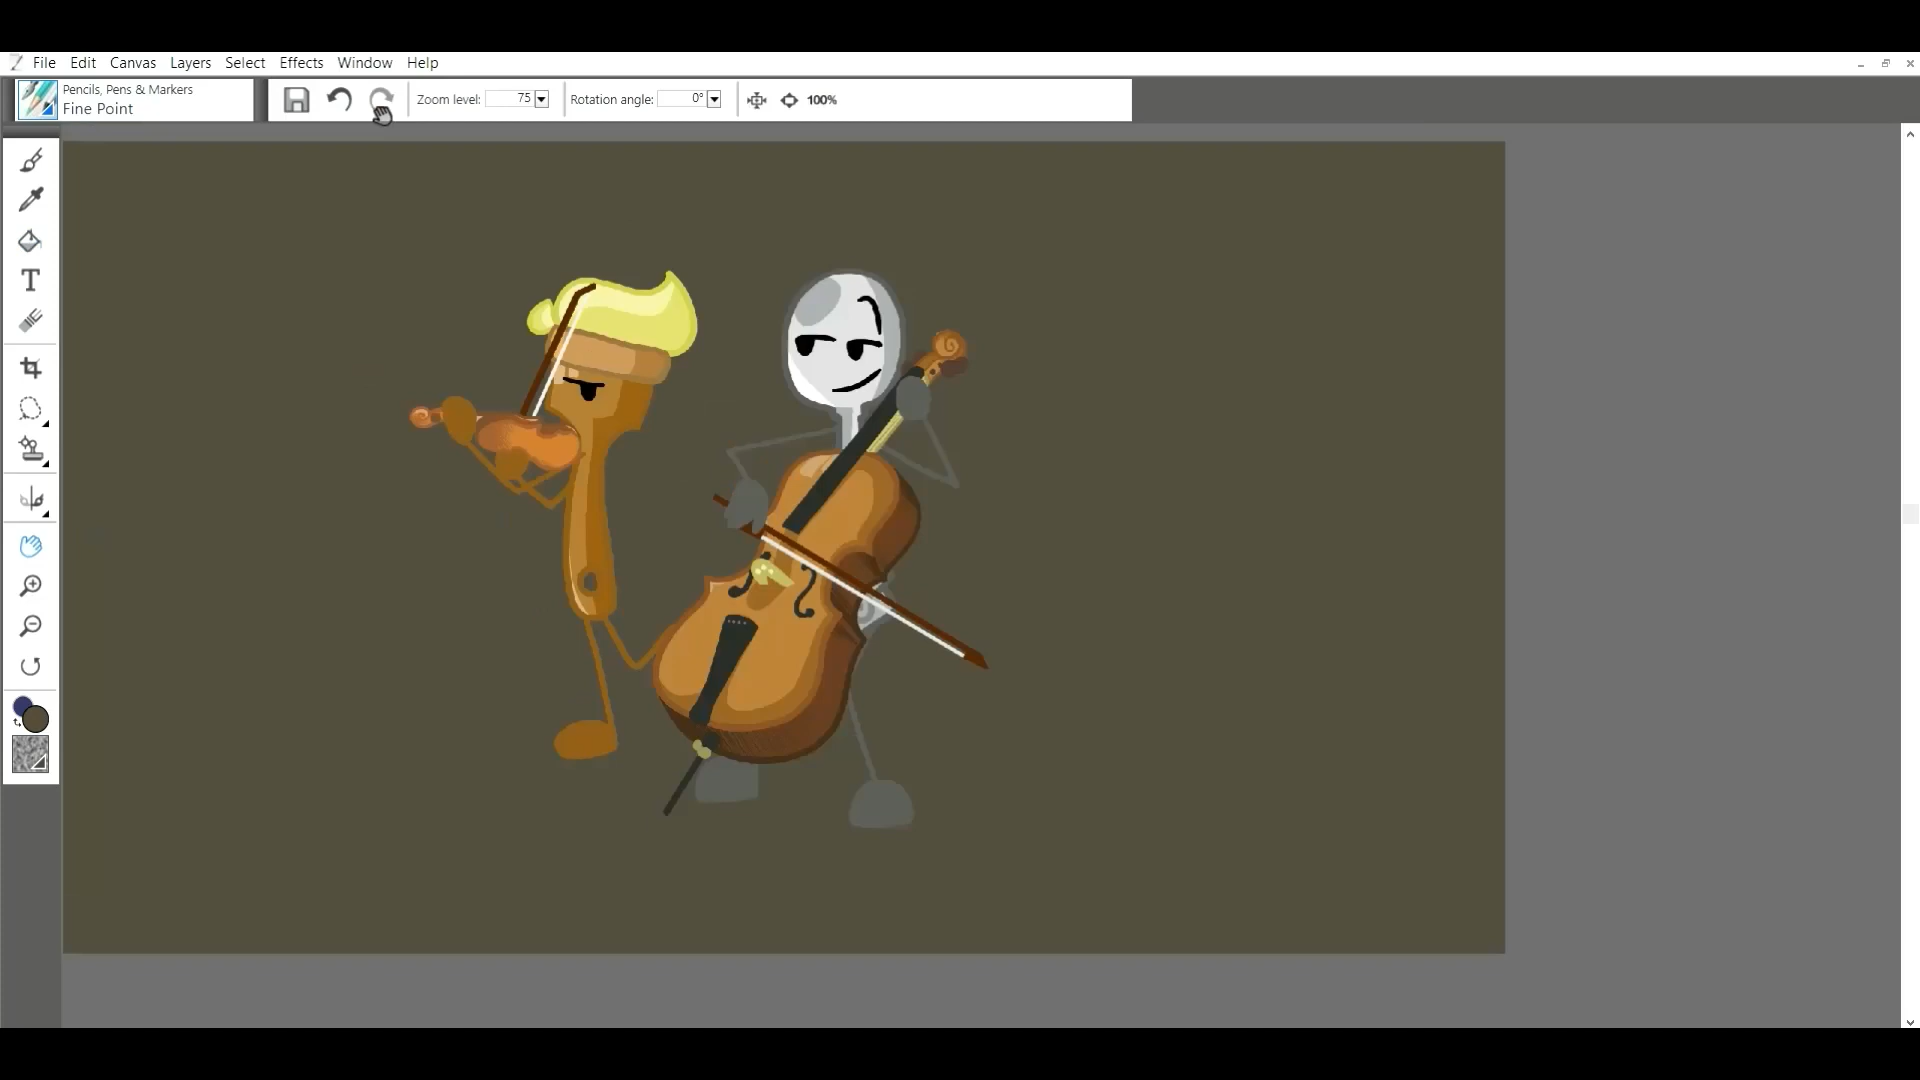 File Edit Canvas Layers Select Effects Window Help
Pencils, Pens & Markers
Fine Point
Zoom level: 75 Rotation angle: 0° 100%
T